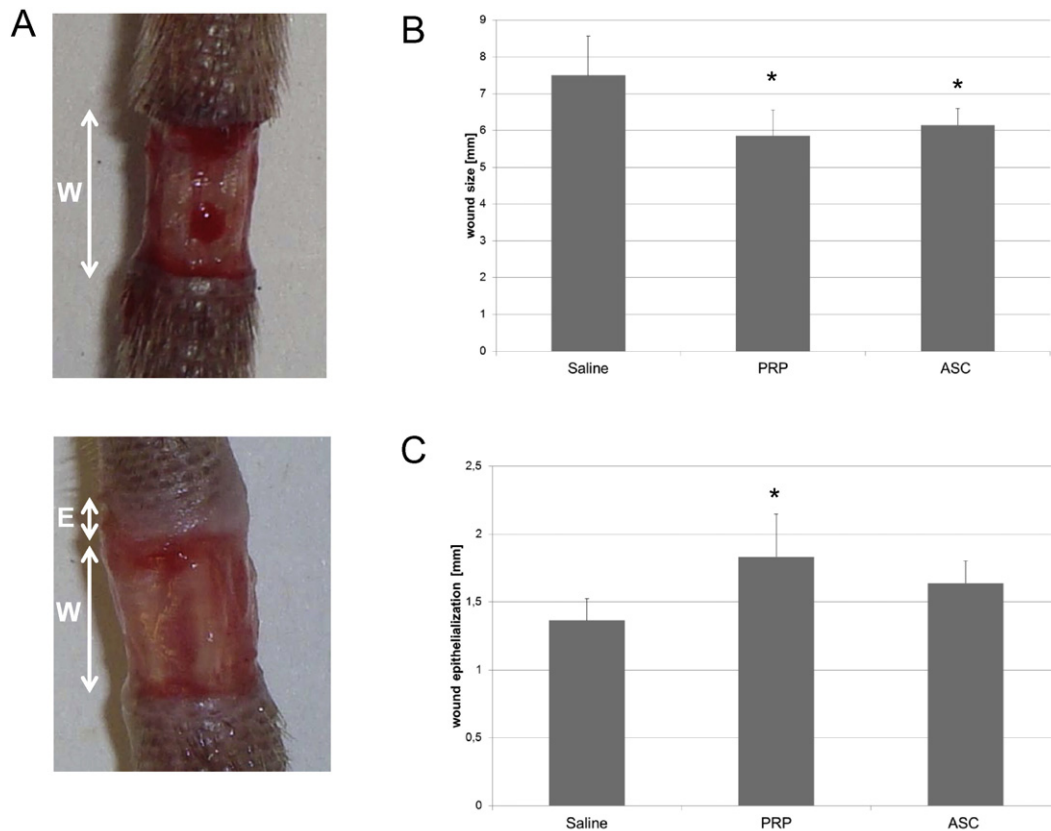 A
W
E
W
B
wound size [mm]
9
8
7
6
5
4
3
2
1
0
*
*
Saline PRP ASC
C
wound epithelialization [mm]
2,5
2
1,5
1
0,5
0
*
Saline PRP ASC